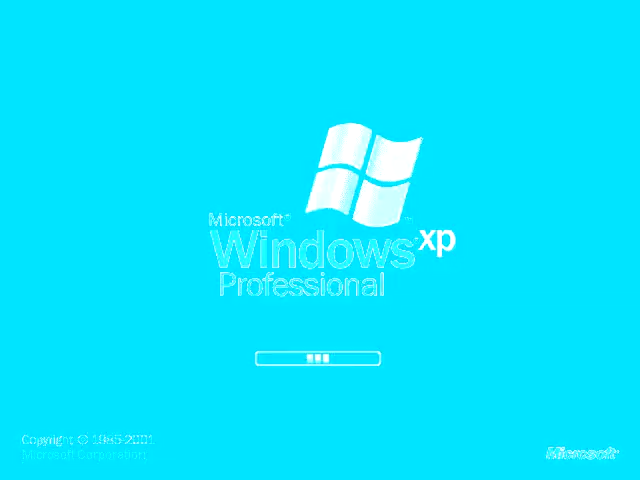 Microsoft®
Windows xp
Professional
Copyright © 1985-2001
Microsoft Corporation
Microsoft